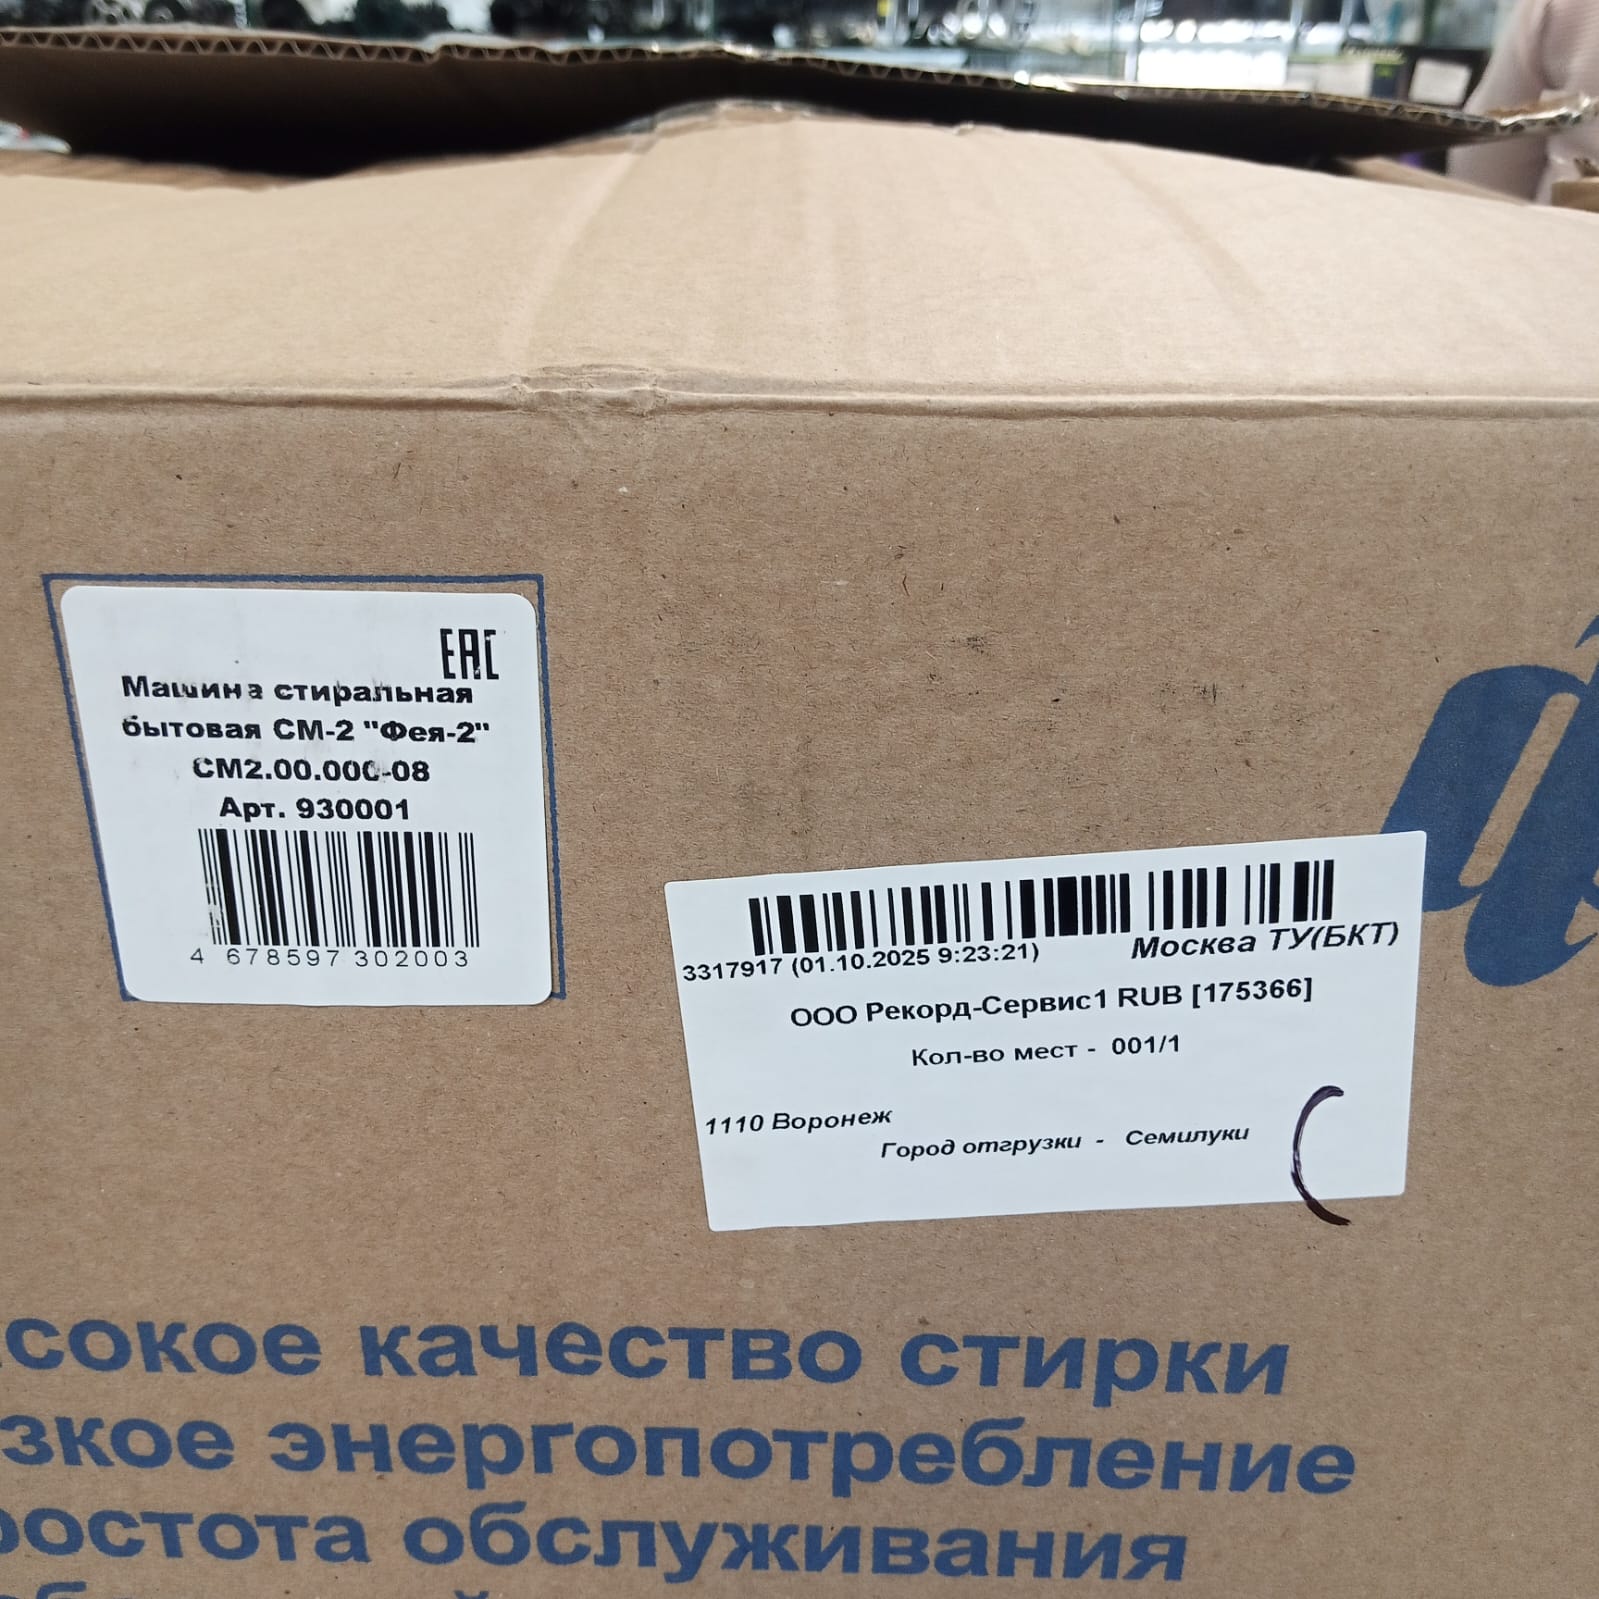 EAC
Машина стиральная
бытовая СМ-2 "Фея-2"
СМ2.00.000-08
Арт. 930001
4 678597 302003
3317917 (01.10.2025 9:23:21)
Москва ТУ(БКТ)
ООО Рекорд-Сервис1 RUB [175366]
Кол-во мест - 001/1
1110 Воронеж
Город отгрузки - Семилуки
сокое качество стирки
зкое энергопотребление
ростота обслуживания